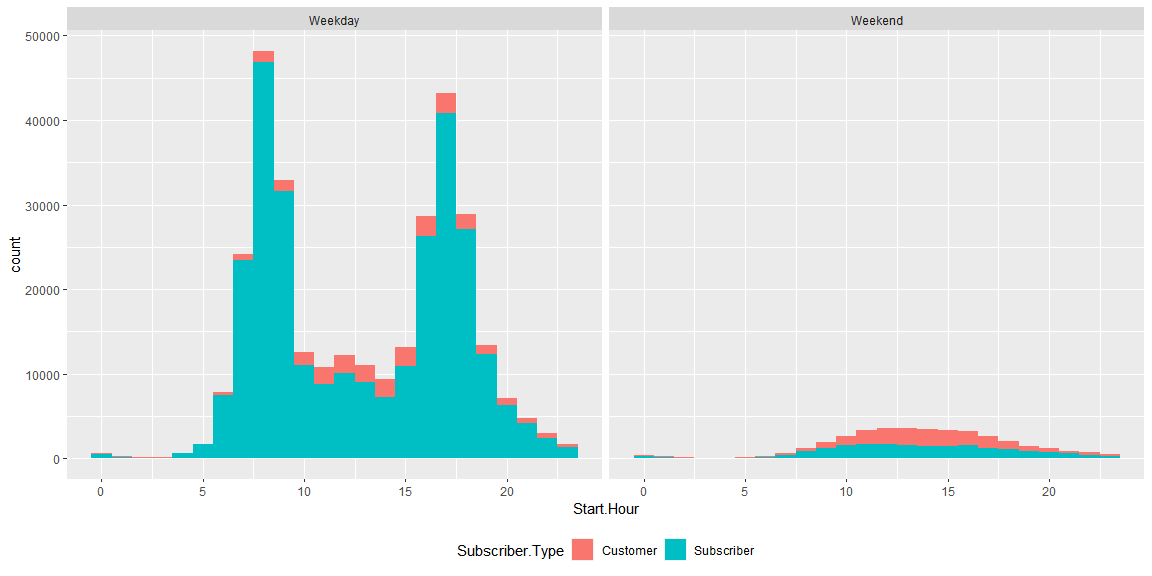 Weekday Weekend
50000
40000
30000
20000
10000
0
count
0 5 10 15 20 0 5 10 15 20
Start.Hour
Subscriber.Type Customer Subscriber